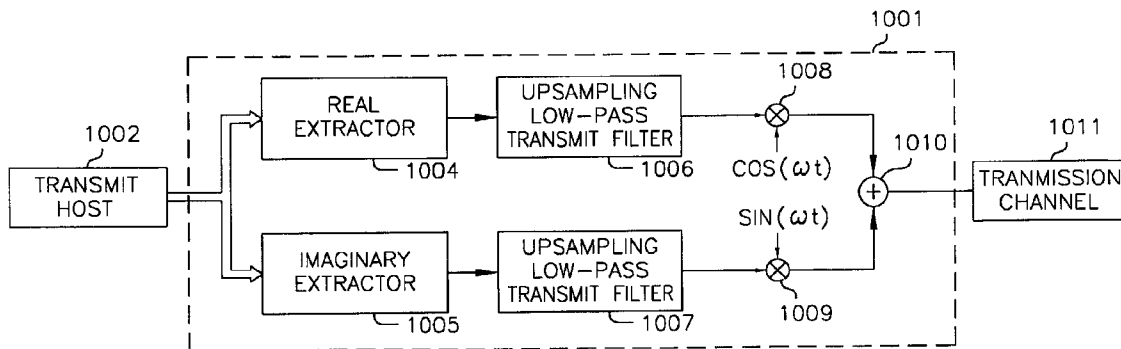 1001
1002
TRANSMIT
HOST
REAL
EXTRACTOR
1004
UPSAMPLING
LOW-PASS
TRANSMIT FILTER
1006
1008
COS(ωt)
1010
1011
TRANMISSION
CHANNEL
IMAGINARY
EXTRACTOR
1005
UPSAMPLING
LOW-PASS
TRANSMIT FILTER
1007
SIN(ωt)
1009